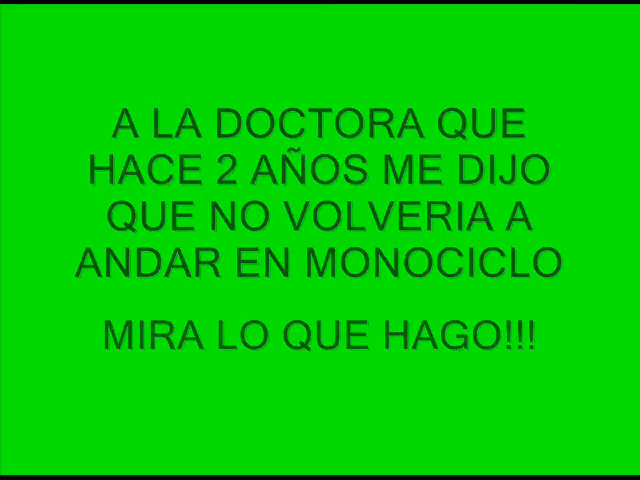 A LA DOCTORA QUE
HACE 2 AÑOS ME DIJO
QUE NO VOLVERIA A
ANDAR EN MONOCICLO
MIRA LO QUE HAGO!!!